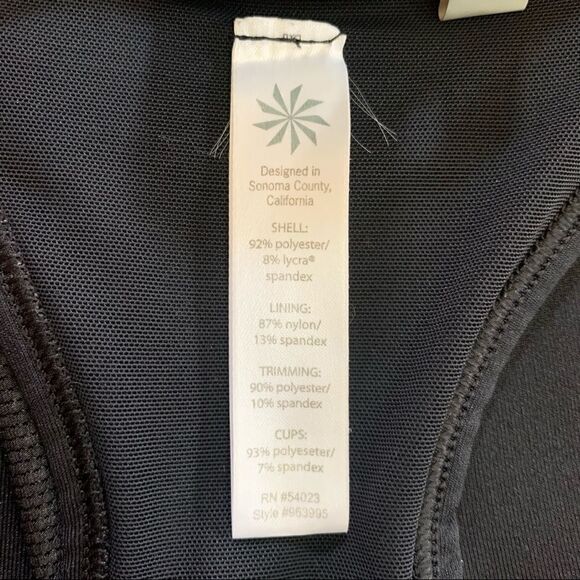 Designed in
Sonoma County,
California
SHELL:
92% polyester/
8% lycra®
spandex
LINING:
87% nylon/
13% spandex
TRIMMING:
90% polyester/
10% spandex
CUPS:
93% polyeseter/
7% spandex
RN #54023
Style #963995